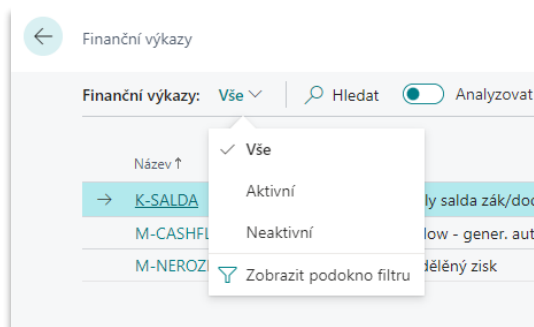 Finanční výkazy
Finanční výkazy: Vše Hledat Analyzovat
Vše
Název
Aktivní
K-SALDA ly salda zák/do
Neaktivní
M-CASHFL low - gener. aut
M-NEROZ dělený zisk
Zobrazit podokno filtru